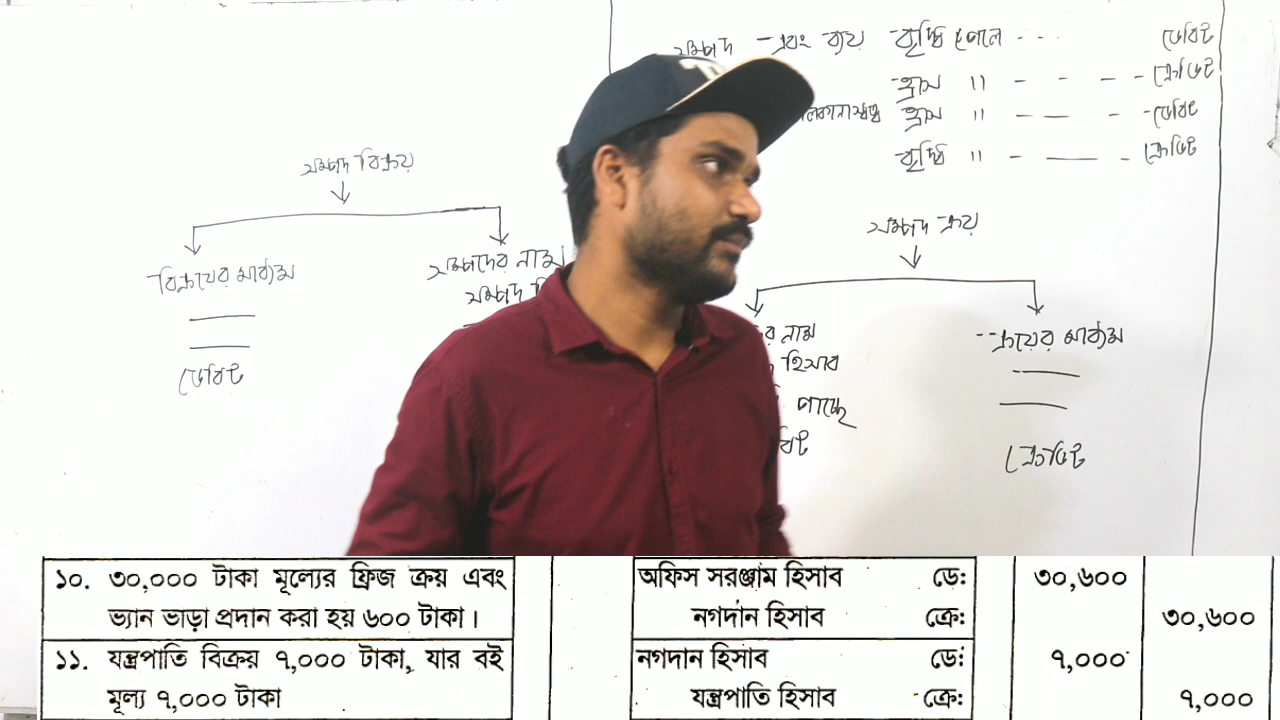 সম্পদ এবং ব্যয় বৃদ্ধি পেলে - - - ডেবিট
হ্রাস " - - - - ক্রেডিট
হ্রাস " - — - - ডেবিট
বৃদ্ধি " - — - ক্রেডিট
সম্পদ বিক্রয়
বিক্রয়ের মাধ্যম
ডেবিট
সম্পদের নাম
সম্পদ
সম্পদ ক্রয়
নাম
হিসাব
পাচ্ছে
--ক্রয়ের মাধ্যম
ক্রেডিট
১০. ৩০,০০০ টাকা মূল্যের ফ্রিজ ক্রয় এবং
ভ্যান ভাড়া প্রদান করা হয় ৬০০ টাকা।
অফিস সরঞ্জাম হিসাব ডে: ৩০,৬০০
নগদান হিসাব ক্রে: ৩০,৬০০
১১. যন্ত্রপাতি বিক্রয় ৭,০০০ টাকা, যার বই
মূল্য ৭,০০০ টাকা
নগদান হিসাব ডে: ৭,০০০
যন্ত্রপাতি হিসাব ক্রে: ৭,০০০